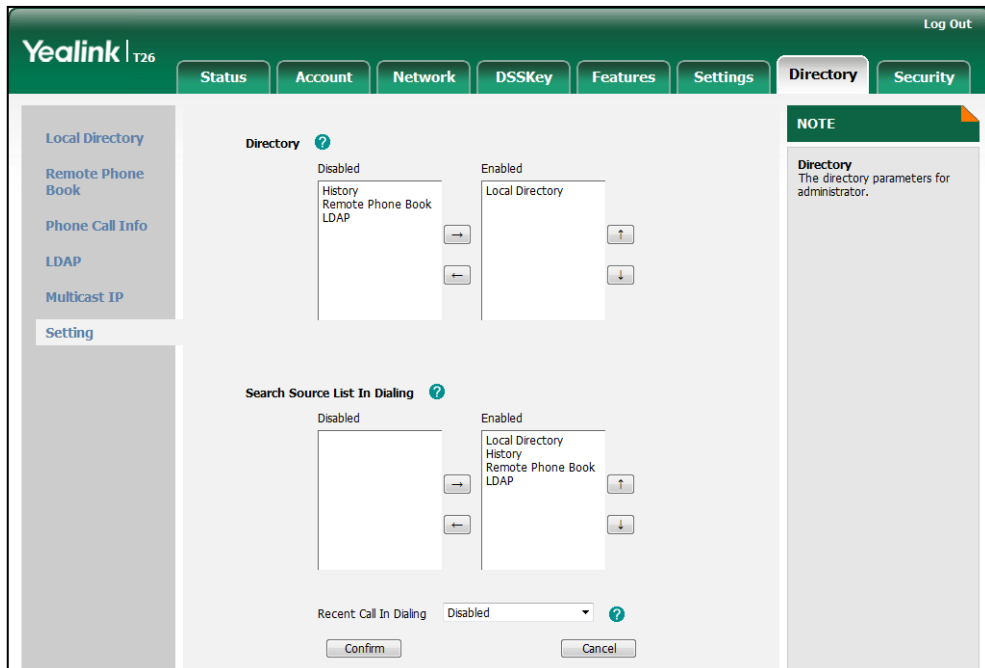 Log Out
Yealink | T26
Status
Account
Network
DSSKey
Features
Settings
Directory
Security
Local Directory
Remote Phone
Book
Phone Call Info
LDAP
Multicast IP
Setting
Directory ?
Disabled
Enabled
History
Remote Phone Book
LDAP
Local Directory
→
←
↑
↓
Search Source List In Dialing ?
Disabled
Enabled
Local Directory
History
Remote Phone Book
LDAP
→
←
↑
↓
Recent Call In Dialing Disabled ?
Confirm
Cancel
NOTE
Directory
The directory parameters for
administrator.